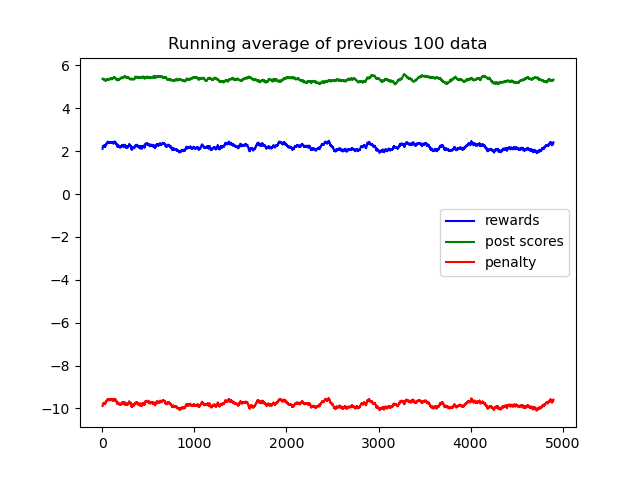 Running average of previous 100 data
6
4
2
0
−2
−4
−6
−8
−10
rewards
post scores
penalty
0 1000 2000 3000 4000 5000